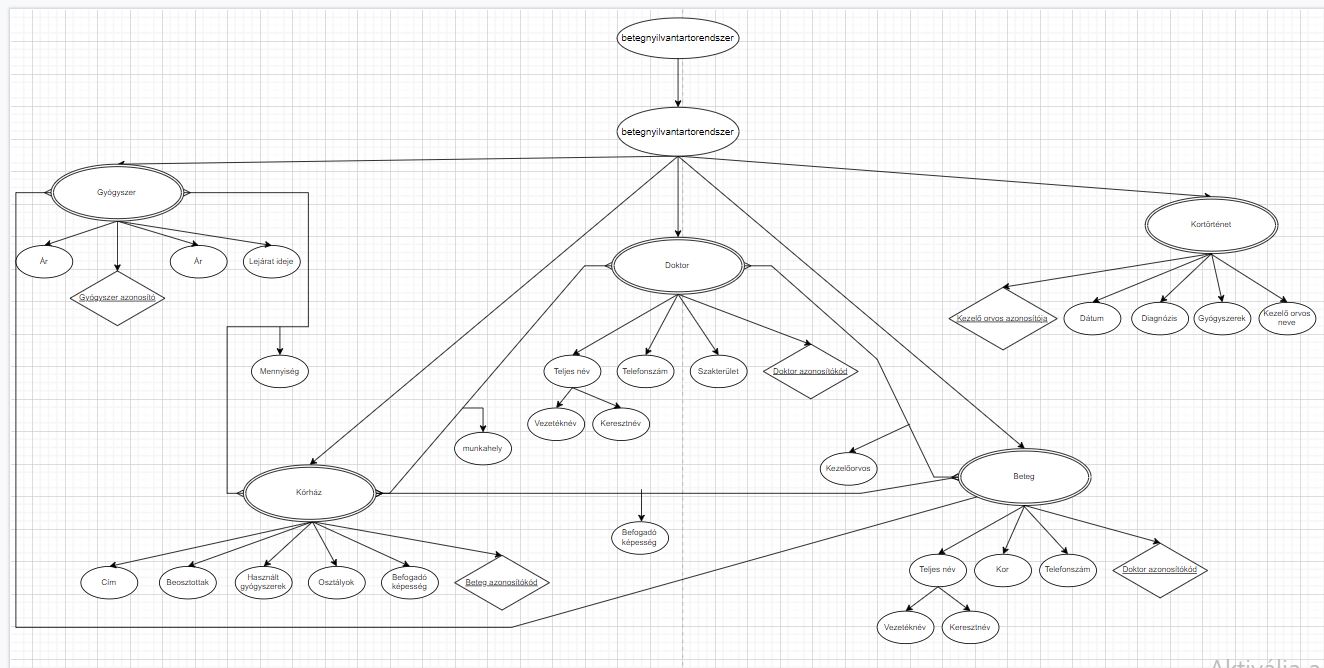 betegnyilvantartorendszer
betegnyilvantartorendszer
Gyógyszer
Ár
Gyógyszer azonosító
Ár
Lejárat ideje
Mennyiség
Doktor
Teljes név
Telefonszám
Szakterület
Doktor azonosítókód
Vezetéknév
Keresztnév
munkahely
Kezelőorvos
Kortörténet
Kezelő orvos azonosítója
Dátum
Diagnózis
Gyógyszerek
Kezelő orvos
neve
Kórház
Cím
Beosztottak
Használt
gyógyszerek
Osztályok
Befogadó
képesség
Beteg azonosítókód
Befogadó
képesség
Beteg
Teljes név
Kor
Telefonszám
Doktor azonosítókód
Vezetéknév
Keresztnév